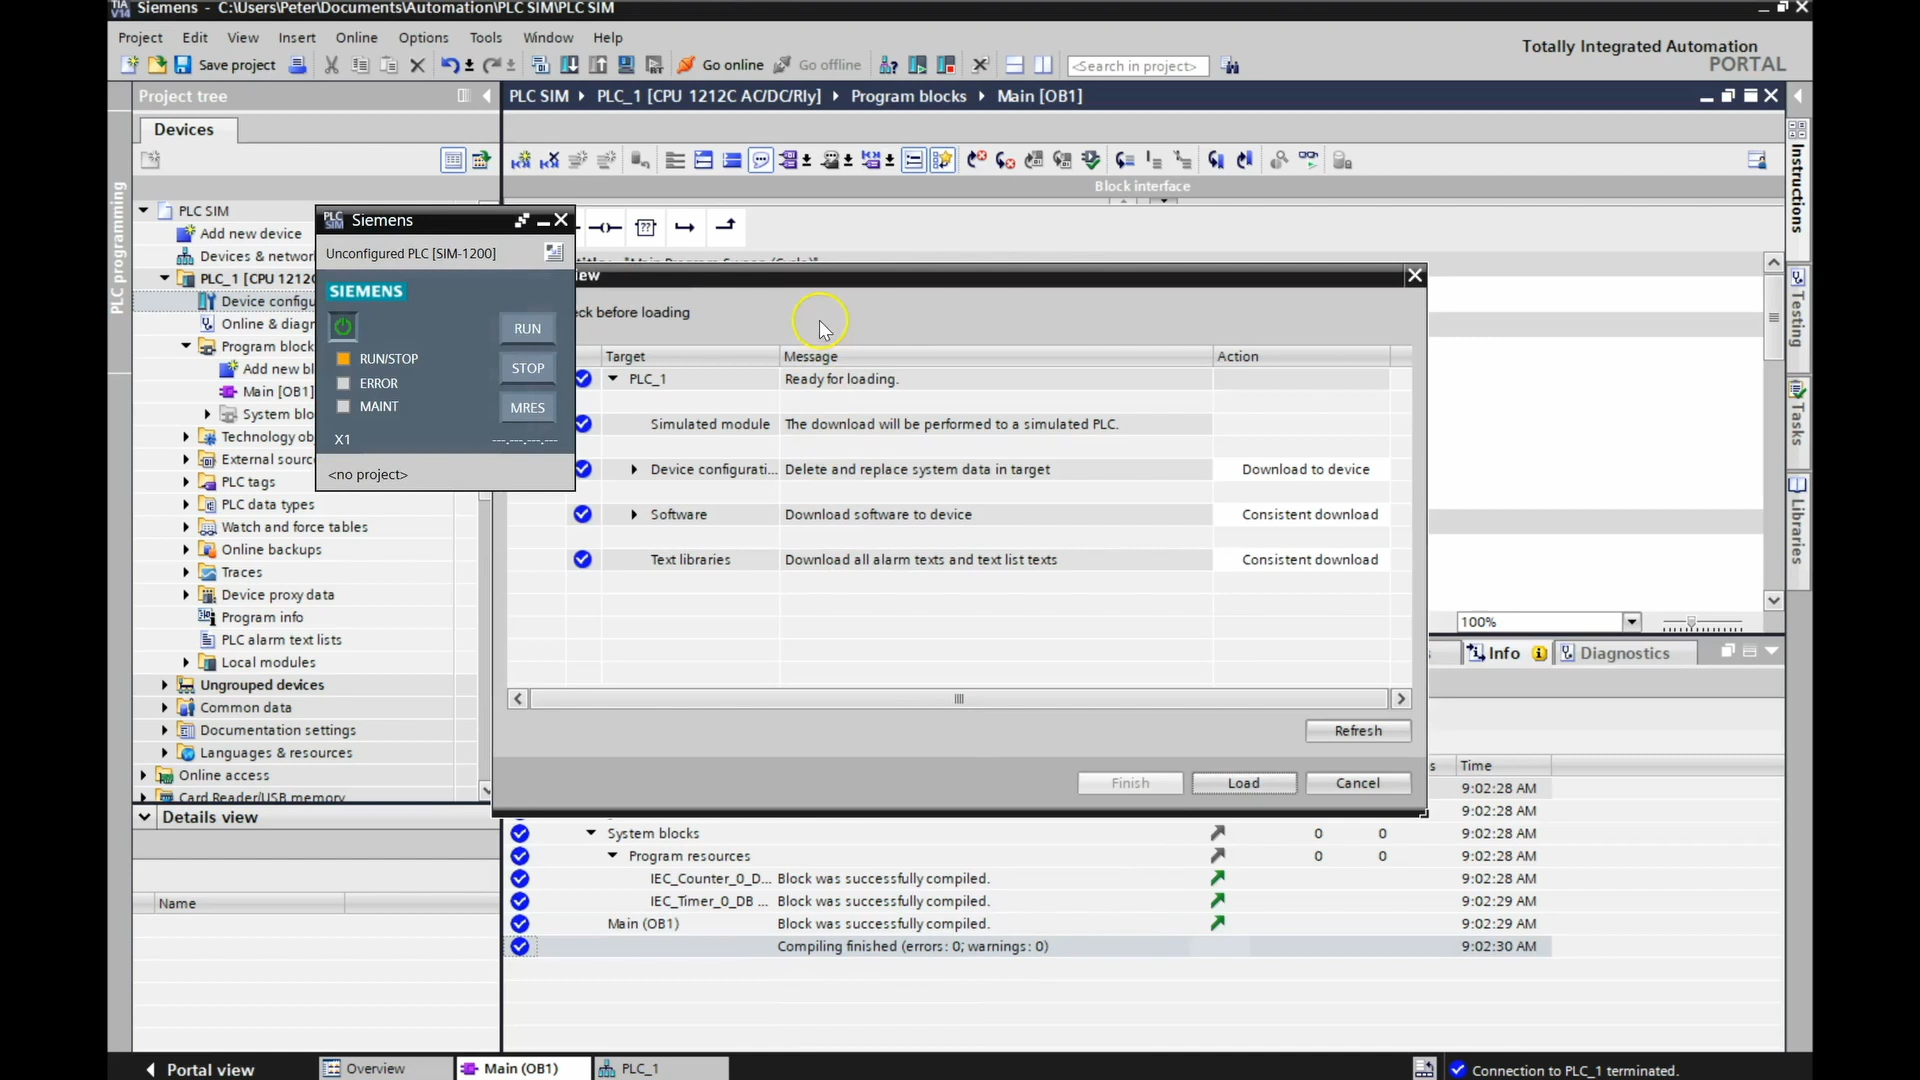 TIA V14 Siemens - C:\Users\Peter\Documents\Automation\PLC SIM\PLC SIM
Project Edit View Insert Online Options Tools Window Help
Totally Integrated Automation
PORTAL
Save project Go online Go offline <Search in project>
Project tree
PLC SIM PLC_1 [CPU 1212C AC/DC/Rly] Program blocks Main [OB1]
Devices
Block interface
PLC programming
Instructions
Testing
Tasks
Libraries
PLC SIM
Add new device
Devices & networ
PLC_1 [CPU 1212C
Device configu
Online & diagn
Program block
Add new bl
Main [OB1]
System blo
Technology ob
External sourc
PLC tags
PLC data types
Watch and force tables
Online backups
Traces
Device proxy data
Program info
PLC alarm text lists
Local modules
Ungrouped devices
Common data
Documentation settings
Languages & resources
Online access
Card Reader/USB memory
PLC SIM Siemens
Unconfigured PLC [SIM-1200]
SIEMENS
RUN
RUN/STOP
STOP
ERROR
MAINT
MRES
X1 ---.---.---.---
<no project>
iew
eck before loading
Target Message Action
PLC_1 Ready for loading.
Simulated module The download will be performed to a simulated PLC.
Device configurati... Delete and replace system data in target Download to device
Software Download software to device Consistent download
Text libraries Download all alarm texts and text list texts Consistent download
Refresh
Finish Load Cancel
100%
Info Diagnostics
s Time
9:02:28 AM
9:02:28 AM
System blocks 0 0 9:02:28 AM
Program resources 0 0 9:02:28 AM
IEC_Counter_0_D... Block was successfully compiled. 9:02:28 AM
IEC_Timer_0_DB ... Block was successfully compiled. 9:02:29 AM
Main (OB1) Block was successfully compiled. 9:02:29 AM
Compiling finished (errors: 0; warnings: 0) 9:02:30 AM
Details view
Name
Portal view Overview Main (OB1) PLC_1
Connection to PLC_1 terminated.